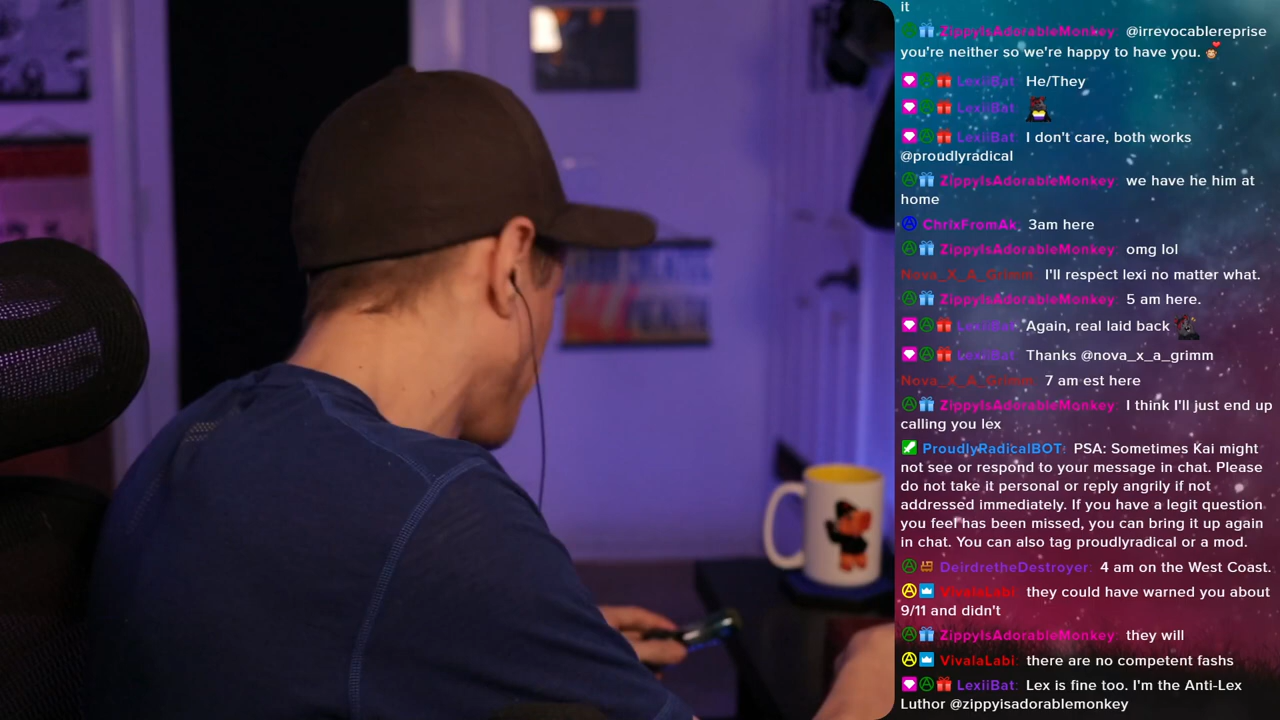 it
ZippyIsAdorableMonkey: @irrevocablereprise
you're neither so we're happy to have you.
LexiiBat: He/They
LexiiBat:
LexiiBat: I don't care, both works
@proudlyradical
ZippyIsAdorableMonkey: we have he him at
home
ChrixFromAk_ 3am here
ZippyIsAdorableMonkey: omg lol
Nova_X_A_Grimm: I'll respect lexi no matter what.
ZippyIsAdorableMonkey: 5 am here.
LexiiBat: Again, real laid back
LexiiBat: Thanks @nova_x_a_grimm
Nova_X_A_Grimm: 7 am est here
ZippyIsAdorableMonkey: I think I'll just end up
calling you lex
ProudlyRadicalBOT: PSA: Sometimes Kai might
not see or respond to your message in chat. Please
do not take it personal or reply angrily if not
addressed immediately. If you have a legit question
you feel has been missed, you can bring it up again
in chat. You can also tag proudlyradical or a mod.
DeirdretheDestroyer: 4 am on the West Coast.
VivalaLabi: they could have warned you about
9/11 and didn't
ZippyIsAdorableMonkey: they will
VivalaLabi: there are no competent fashs
LexiiBat: Lex is fine too. I'm the Anti-Lex
Luthor @zippyisadorablemonkey